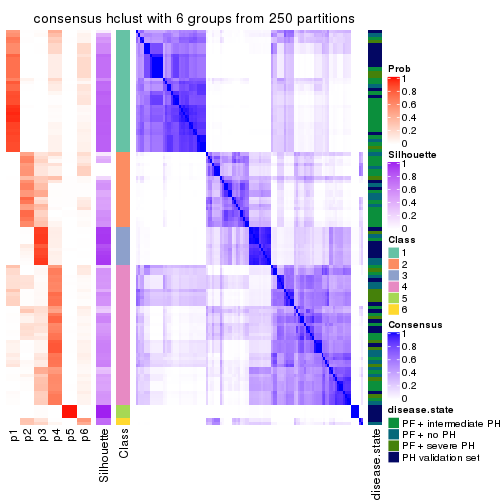 consensus hclust with 6 groups from 250 partitions
Prob
1
0.8
0.6
0.4
0.2
0
Silhouette
1
0.8
0.6
0.4
0.2
0
Class
1
2
3
4
5
6
Consensus
1
0.8
0.6
0.4
0.2
0
disease.state
PF + intermediate PH
PF + no PH
PF + severe PH
PH validation set
p1
p2
p3
p4
p5
p6
Silhouette
Class
disease.state